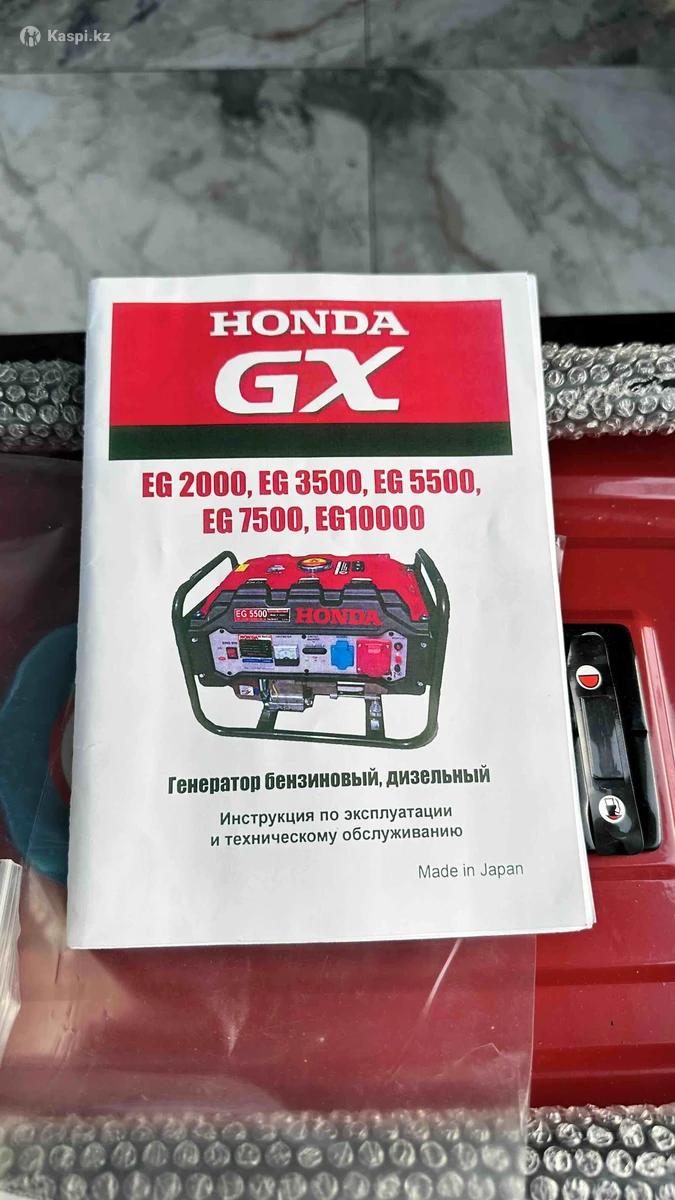 Kaspi.kz
HONDA
GX
EG 2000, EG 3500, EG 5500,
EG 7500, EG10000
EG 5500
HONDA
Генератор бензиновый, дизельный
Инструкция по эксплуатации
и техническому обслуживанию
Made in Japan